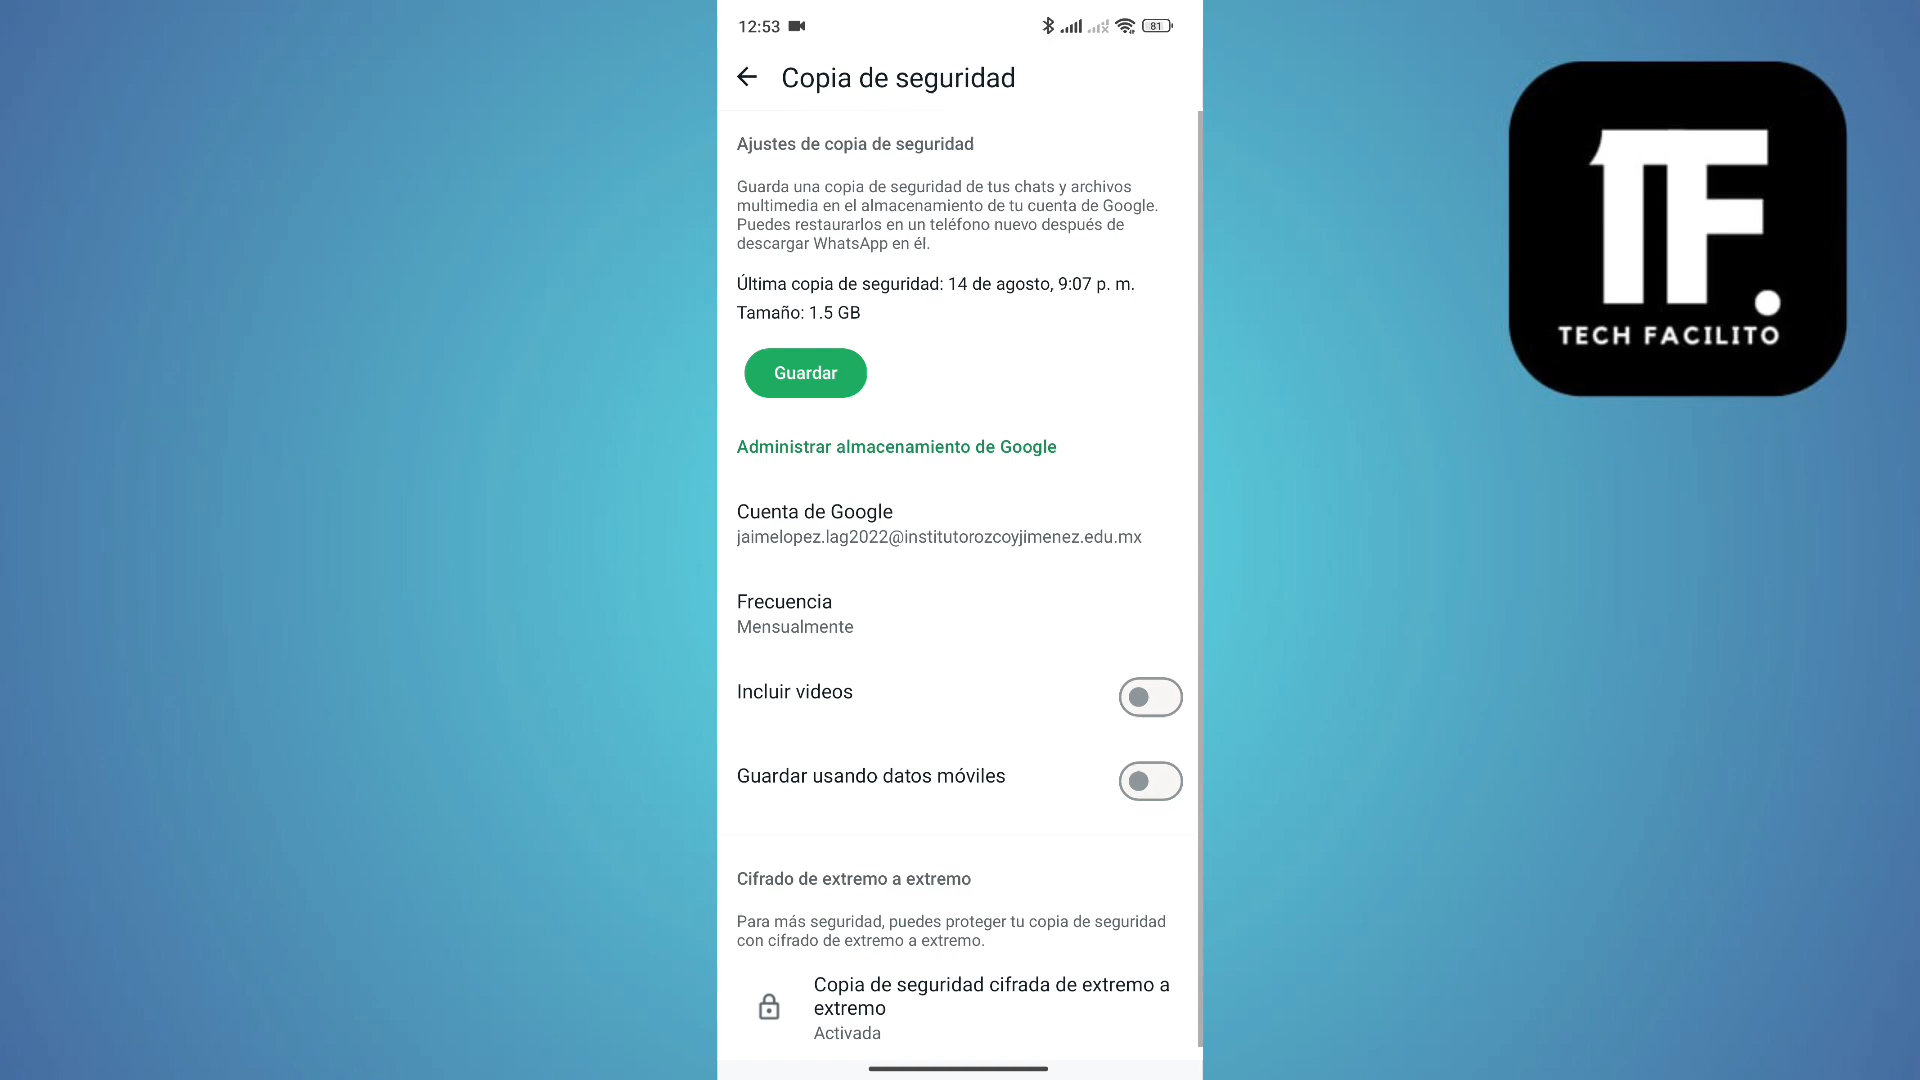 12:53
81
Copia de seguridad
Ajustes de copia de seguridad
Guarda una copia de seguridad de tus chats y archivos
multimedia en el almacenamiento de tu cuenta de Google.
Puedes restaurarlos en un teléfono nuevo después de
descargar WhatsApp en él.
Última copia de seguridad: 14 de agosto, 9:07 p. m.
Tamaño: 1.5 GB
Guardar
Administrar almacenamiento de Google
Cuenta de Google
jaimelopez.lag2022@institutorozcoyjimenez.edu.mx
Frecuencia
Mensualmente
Incluir videos
Guardar usando datos móviles
Cifrado de extremo a extremo
Para más seguridad, puedes proteger tu copia de seguridad
con cifrado de extremo a extremo.
Copia de seguridad cifrada de extremo a
extremo
Activada
TF.
TECH FACILITO